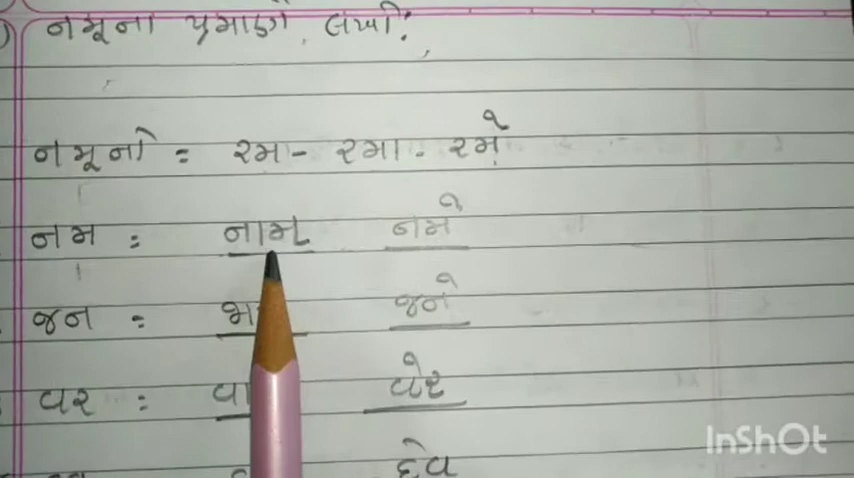 નમૂના પ્રમાણે લખો:
નમૂનો = રમ - રમા - રમે
નમ : નામ નમે
જન = જને
વર : વેર
દેવ
InShOt